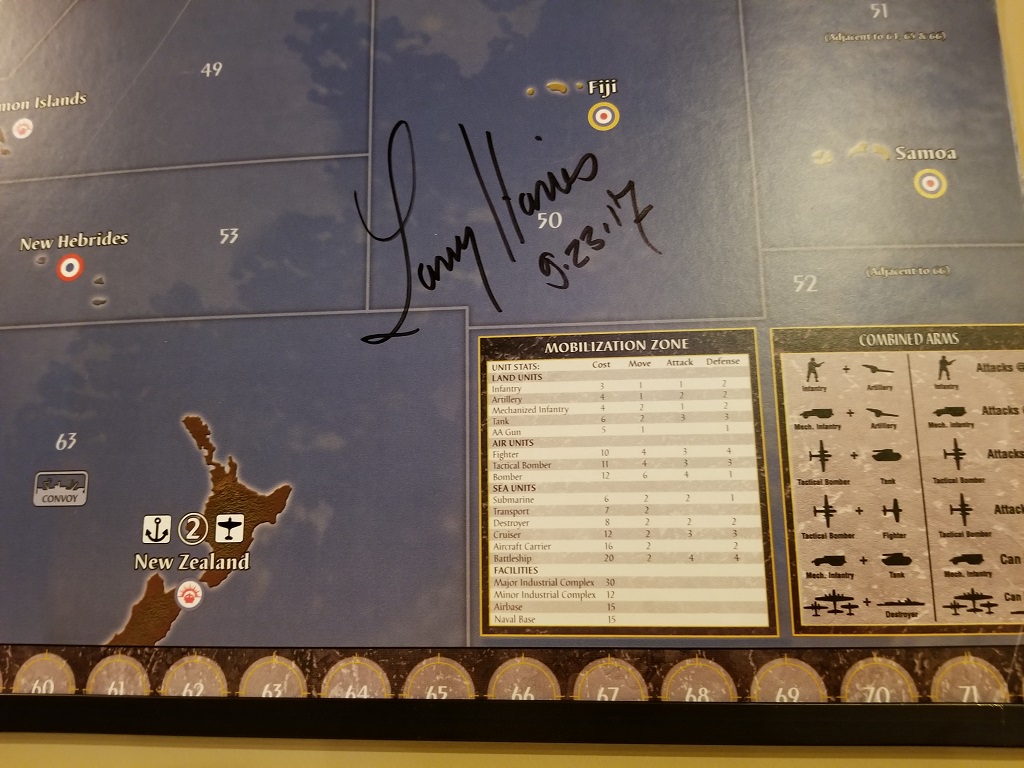 51
(Adjacent to 64, 65 & 66)
49
mon Islands
Fiji
Samoa
Larry Harris
9.23.17
50
New Hebrides
53
52
(Adjacent to 66)
63
CONVOY
2
New Zealand
MOBILIZATION ZONE
UNIT STATS: Cost Move Attack Defense
LAND UNITS
Infantry 3 1 1 2
Artillery 4 1 2 2
Mechanized Infantry 4 2 1 2
Tank 6 2 3 3
AA Gun 5 1 1
AIR UNITS
Fighter 10 4 3 4
Tactical Bomber 11 4 3 3
Bomber 12 6 4 1
SEA UNITS
Submarine 6 2 2 1
Transport 7 2
Destroyer 8 2 2 2
Cruiser 12 2 3 3
Aircraft Carrier 16 2 2
Battleship 20 2 4 4
FACILITIES
Major Industrial Complex 30
Minor Industrial Complex 12
Airbase 15
Naval Base 15
COMBINED ARMS
+ Attacks @
Infantry Artillery Infantry
+ Attacks
Mech. Infantry Artillery Mech. Infantry
+ Attacks
Tactical Bomber Tank Tactical Bomber
+ Attack
Tactical Bomber Fighter Tactical Bomber
+ Can
Mech. Infantry Tank Mech. Infantry
+ Can
Destroyer
60 61 62 63 64 65 66 67 68 69 70 71